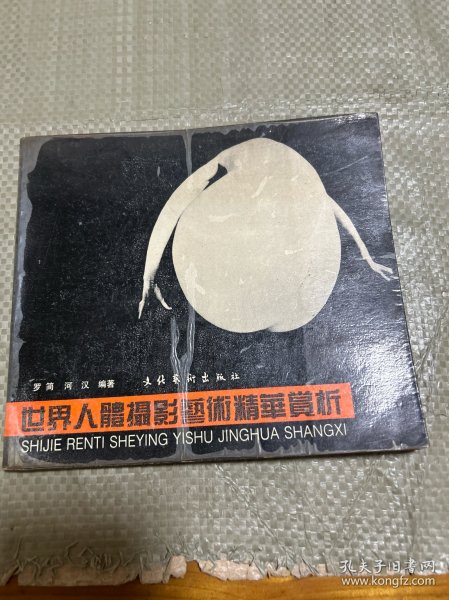 罗简 河汉 编著 文化艺术出版社
世界人體攝影藝術精華賞析
SHIJIE RENTI SHEYING YISHU JINGHUA SHANGXI
孔夫子旧书网
www.kongfz.com